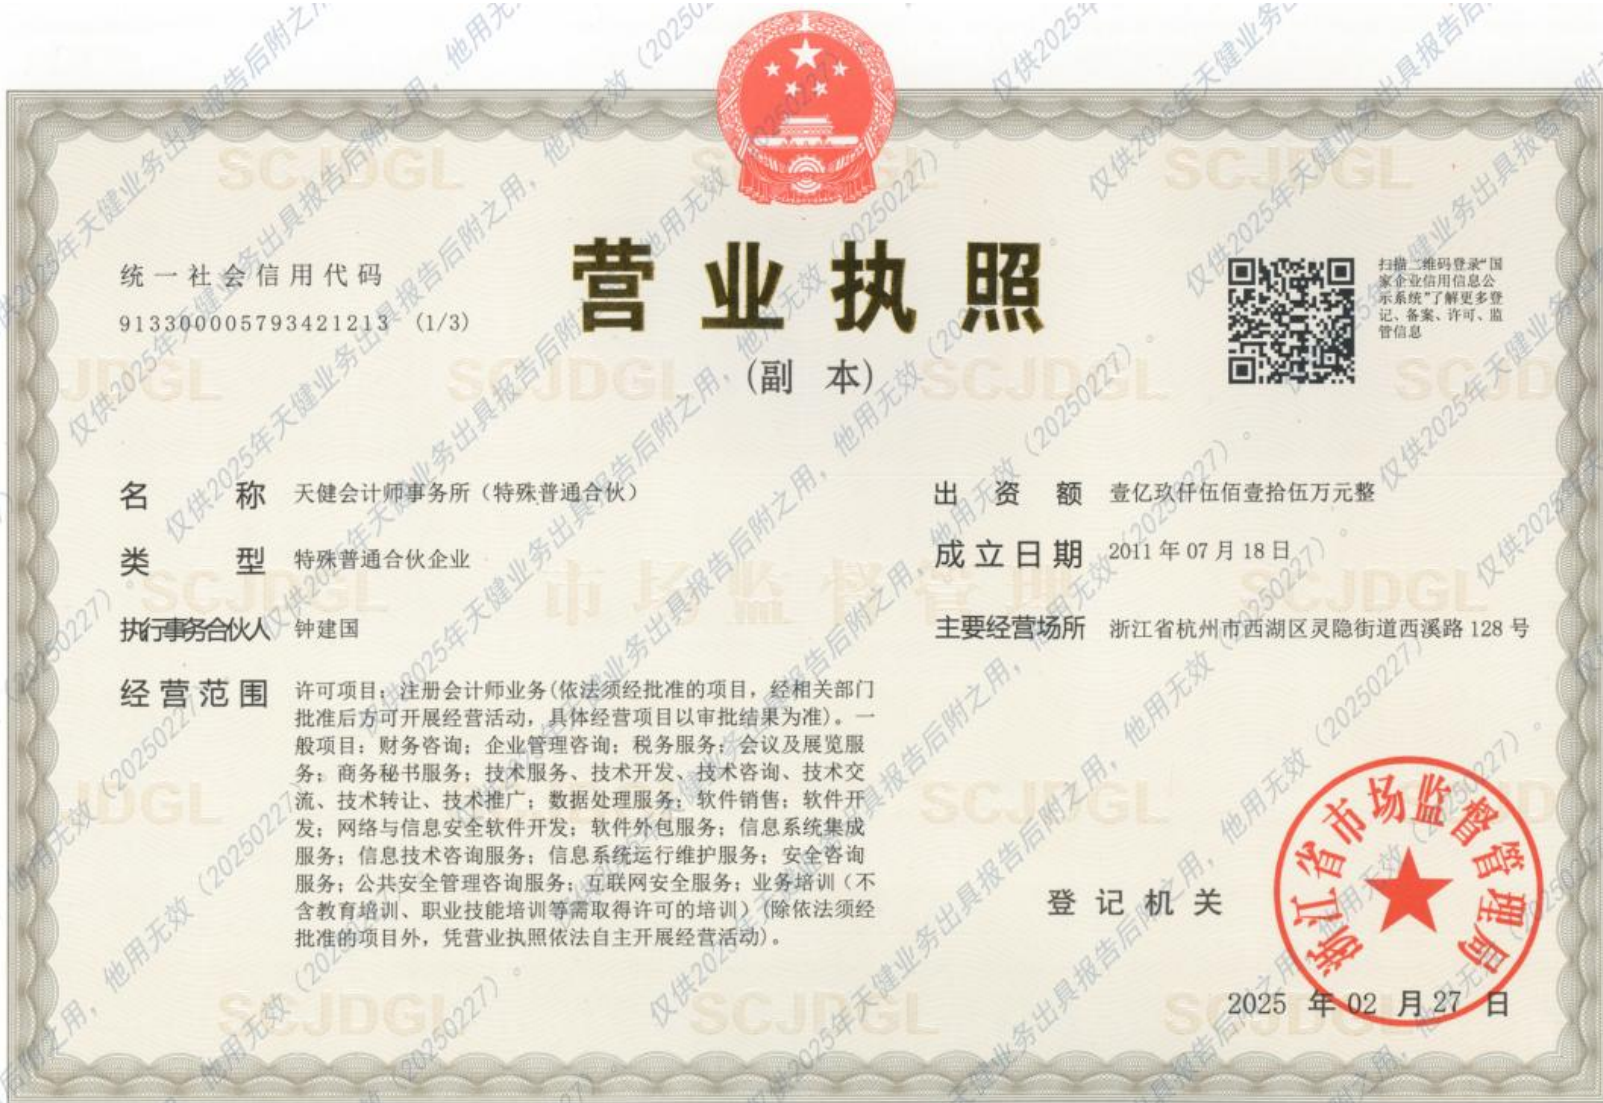 营业执照
(副 本)
统一社会信用代码
913300005793421213 (1/3)
扫描二维码登录“国
家企业信用信息公
示系统”了解更多登
记、备案、许可、监
管信息
名 称 天健会计师事务所（特殊普通合伙）
类 型 特殊普通合伙企业
执行事务合伙人 钟建国
经营范围 许可项目：注册会计师业务(依法须经批准的项目，经相关部门
批准后方可开展经营活动，具体经营项目以审批结果为准)。一
般项目：财务咨询；企业管理咨询；税务服务；会议及展览服
务；商务秘书服务；技术服务、技术开发、技术咨询、技术交
流、技术转让、技术推广；数据处理服务；软件销售；软件开
发；网络与信息安全软件开发；软件外包服务；信息系统集成
服务；信息技术咨询服务；信息系统运行维护服务；安全咨询
服务；公共安全管理咨询服务；互联网安全服务；业务培训（不
含教育培训、职业技能培训等需取得许可的培训）(除依法须经
批准的项目外，凭营业执照依法自主开展经营活动)。
出 资 额 壹亿玖仟伍佰壹拾伍万元整
成立日期 2011年07月18日
主要经营场所 浙江省杭州市西湖区灵隐街道西溪路128号
登记机关
浙江省市场监督管理局
2025 年 02 月 27 日
SCJDGL
市场监督管理
仅供2025年天健业务出具报告后附之用，他用无效（20250227）。